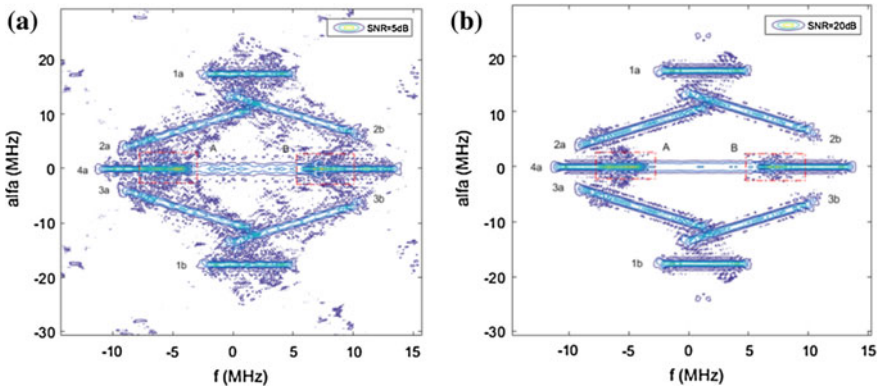 (a)
SNR=5dB
alfa (MHz)
20
10
0
-10
-20
-30
1a
2a
2b
A
B
4a
3a
3b
1b
-10
-5
0
5
10
15
f (MHz)
(b)
SNR=20dB
alfa (MHz)
20
10
0
-10
-20
-30
1a
2a
2b
A
B
4a
3a
3b
1b
-10
-5
0
5
10
15
f (MHz)